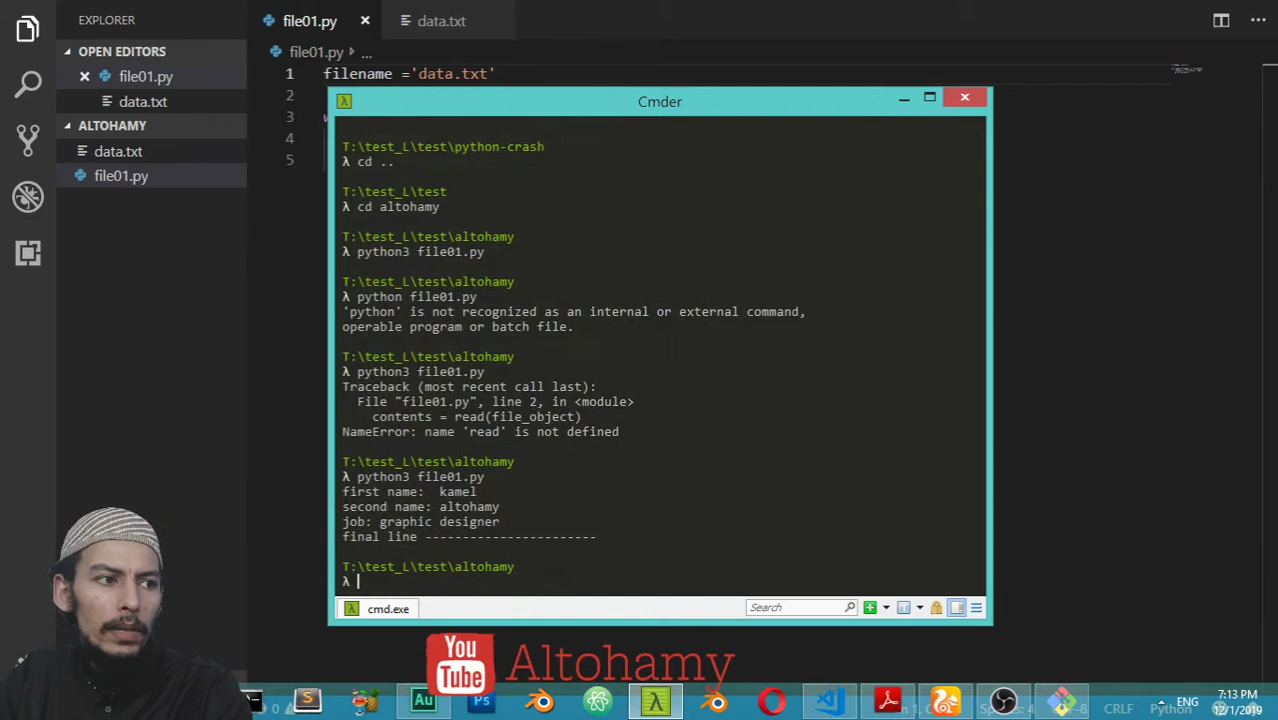 EXPLORER
file01.py
data.txt
OPEN EDITORS
file01.py
data.txt
ALTOHAMY
data.txt
file01.py
file01.py
...
1 filename ='data.txt'
2
3
4
5
Cmder
T:\test_L\test\python-crash
λ cd ..
T:\test_L\test
λ cd altohamy
T:\test_L\test\altohamy
λ python3 file01.py
T:\test_L\test\altohamy
λ python file01.py
'python' is not recognized as an internal or external command,
operable program or batch file.
T:\test_L\test\altohamy
λ python3 file01.py
Traceback (most recent call last):
File "file01.py", line 2, in <module>
contents = read(file_object)
NameError: name 'read' is not defined
T:\test_L\test\altohamy
λ python3 file01.py
first name:  kamel
second name: altohamy
job: graphic designer
final line -----------------------
T:\test_L\test\altohamy
λ
cmd.exe
Search
You
Tube
Altohamy
Au
Ps
λ
ENG
7:13 PM
12/1/2019
CRLF
Python